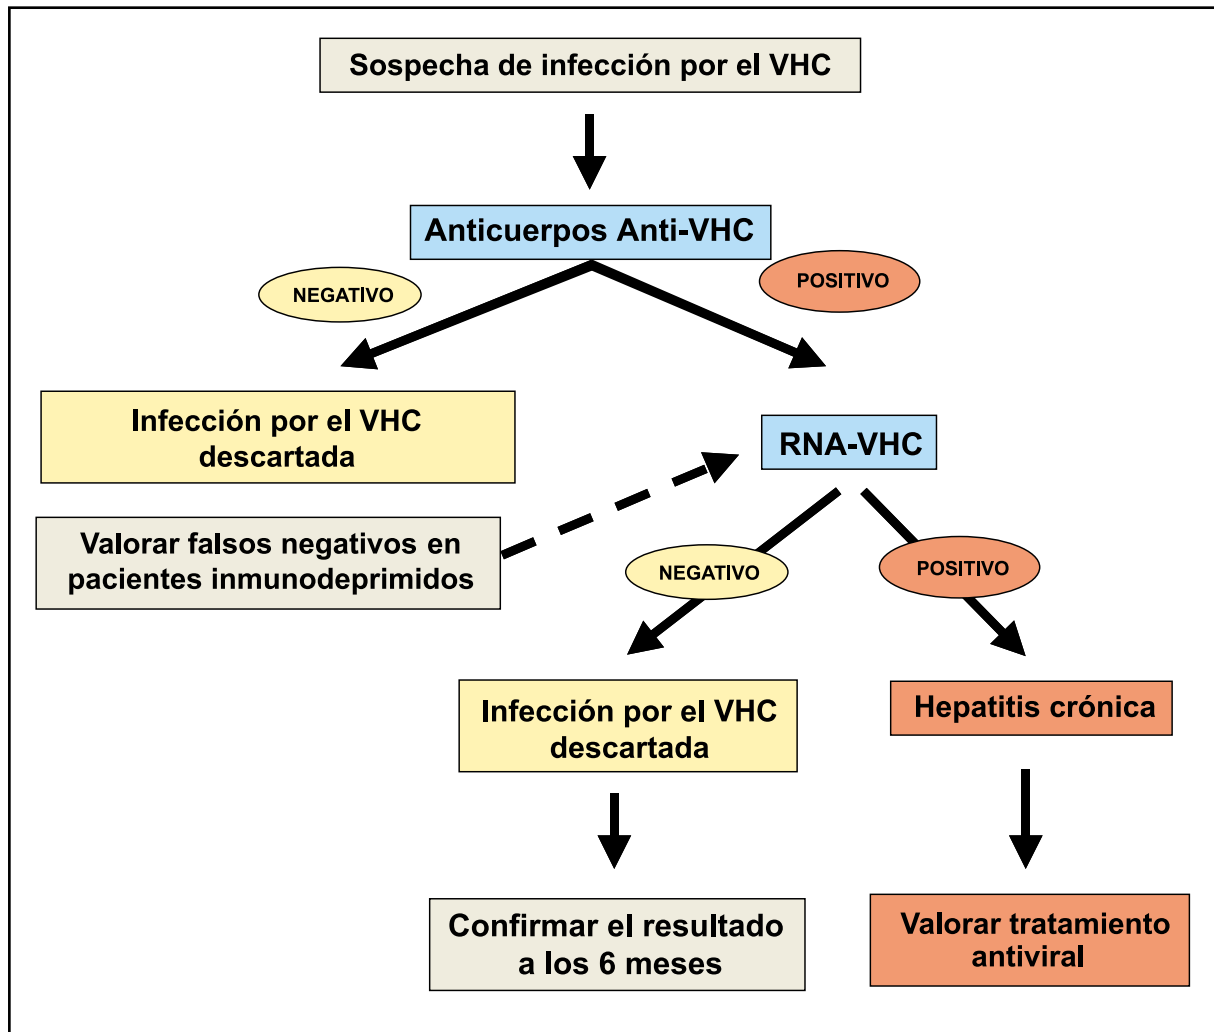 Sospecha de infección por el VHC
Anticuerpos Anti-VHC
NEGATIVO
POSITIVO
Infección por el VHC
descartada
RNA-VHC
Valorar falsos negativos en
pacientes inmunodeprimidos
NEGATIVO
POSITIVO
Infección por el VHC
descartada
Hepatitis crónica
Confirmar el resultado
a los 6 meses
Valorar tratamiento
antiviral